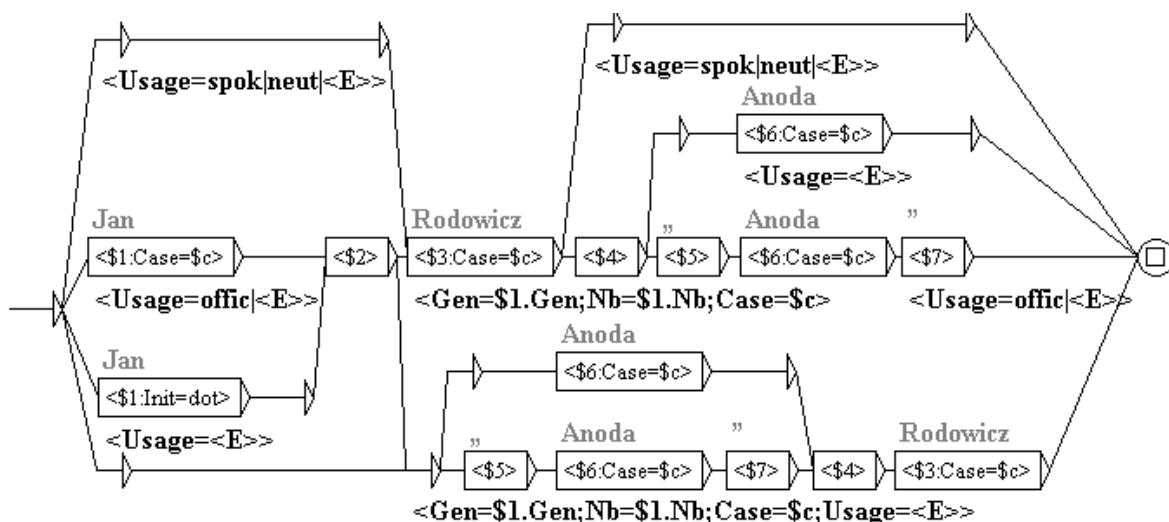 <Usage=spok|neut|<E>>
<Usage=spok|neut|<E>>
Anoda
<$6:Case=$c>
<Usage=<E>>
Jan Rodowicz „ Anoda ”
<$1:Case=$c> <$2> <$3:Case=$c> <$4> <$5> <$6:Case=$c> <$7>
<Usage=offic|<E>> <Gen=$1.Gen;Nb=$1.Nb;Case=$c> <Usage=offic|<E>>
Anoda
Jan <$6:Case=$c>
<$1:Init=dot>
<Usage=<E>>
„ Anoda ” Rodowicz
<$5> <$6:Case=$c> <$7> <$4> <$3:Case=$c>
<Gen=$1.Gen;Nb=$1.Nb;Case=$c;Usage=<E>>